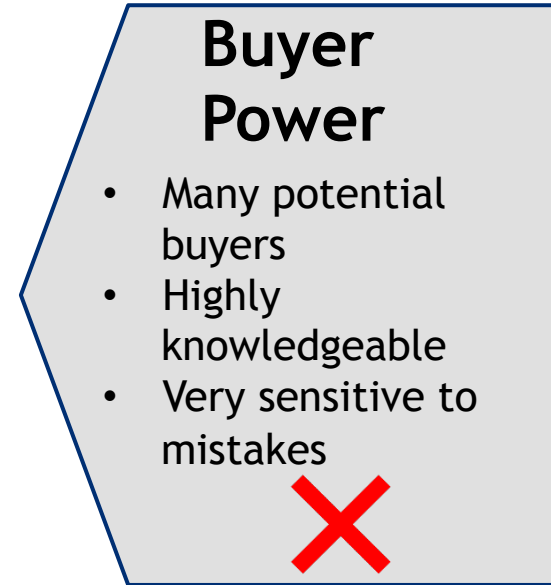 Buyer
Power
• Many potential
buyers
• Highly
knowledgeable
• Very sensitive to
mistakes